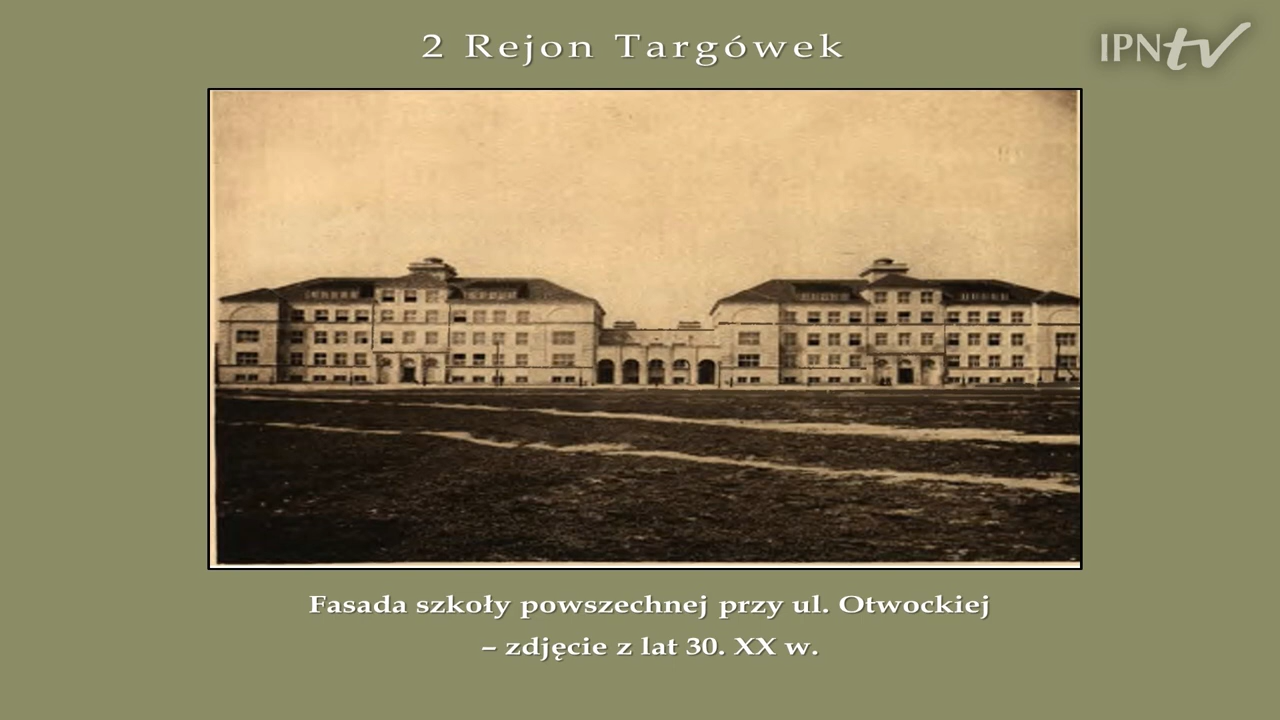 2 Rejon Targówek
IPNtv
Fasada szkoły powszechnej przy ul. Otwockiej
– zdjęcie z lat 30. XX w.